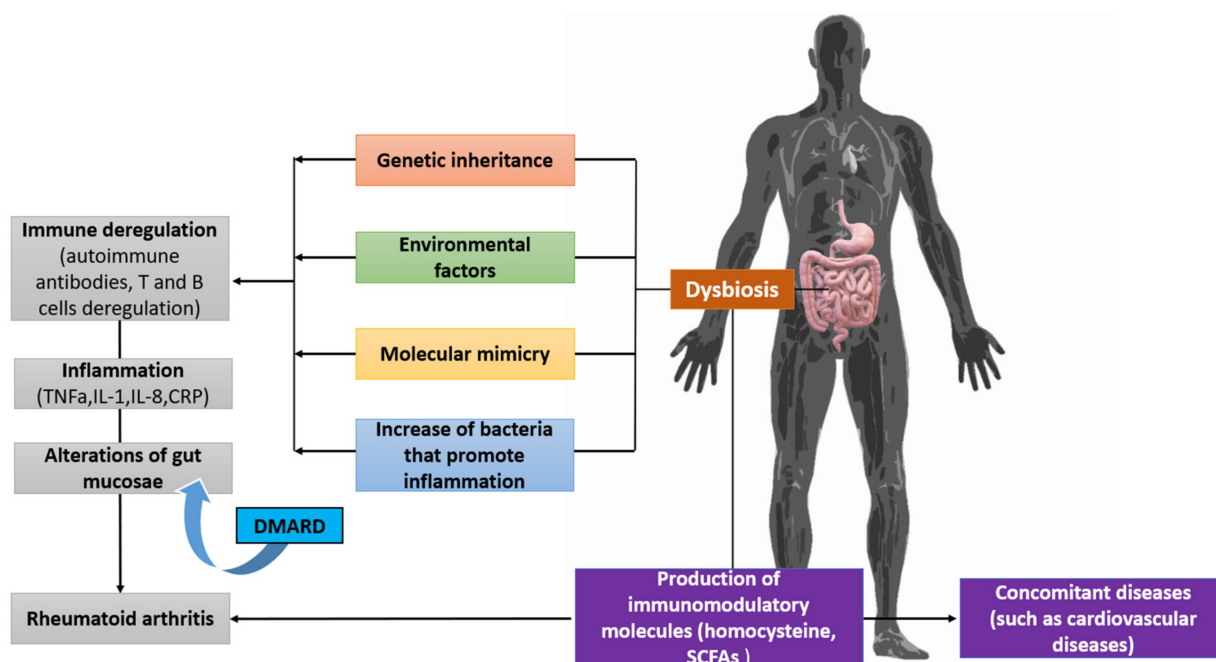 Genetic inheritance
Immune deregulation
(autoimmune
antibodies, T and B
cells deregulation)
Environmental
factors
Dysbiosis
Molecular mimicry
Inflammation
(TNFa,IL-1,IL-8,CRP)
Increase of bacteria
that promote
inflammation
Alterations of gut
mucosae
DMARD
Rheumatoid arthritis
Production of
immunomodulatory
molecules (homocysteine,
SCFAs )
Concomitant diseases
(such as cardiovascular
diseases)